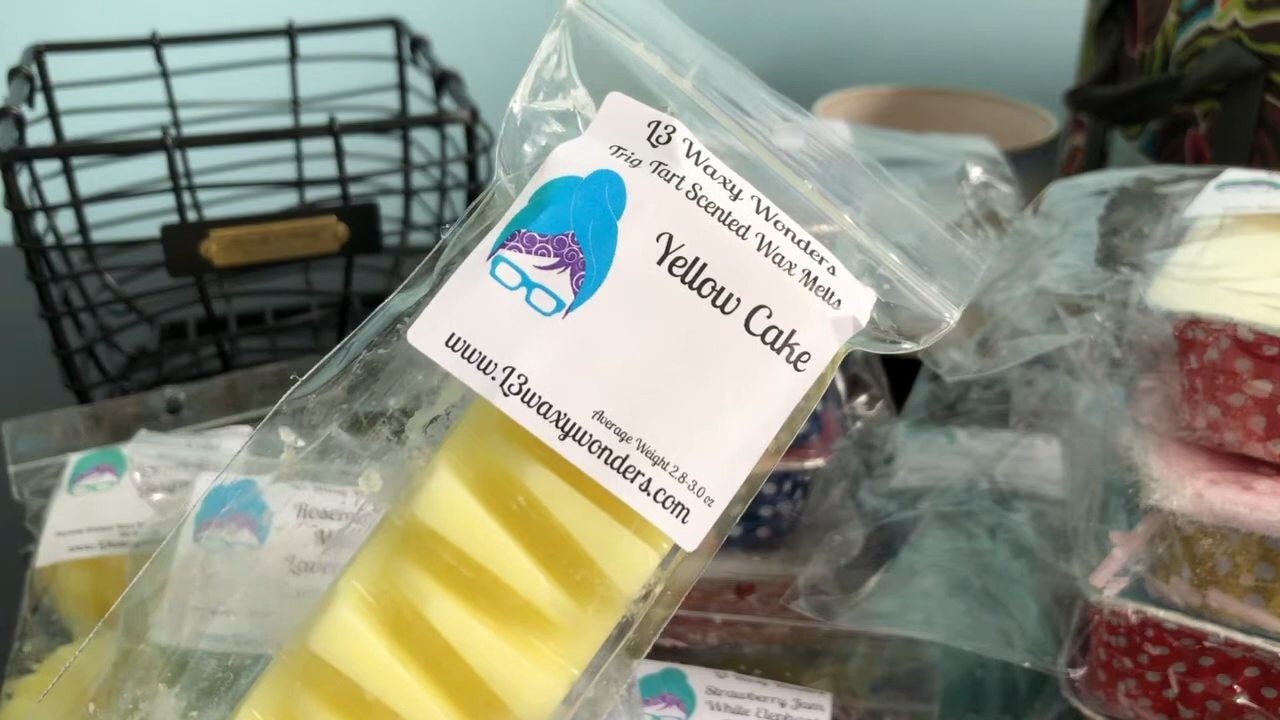 L3 Waxy Wonders
Trig Tart Scented Wax Melts
Yellow Cake
Average Weight 2.8-3.0 oz
www.L3waxywonders.com
Strawberry Jam
White Elephant